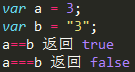 var a = 3;
var b = "3";
a==b 返回 true
a===b 返回 false